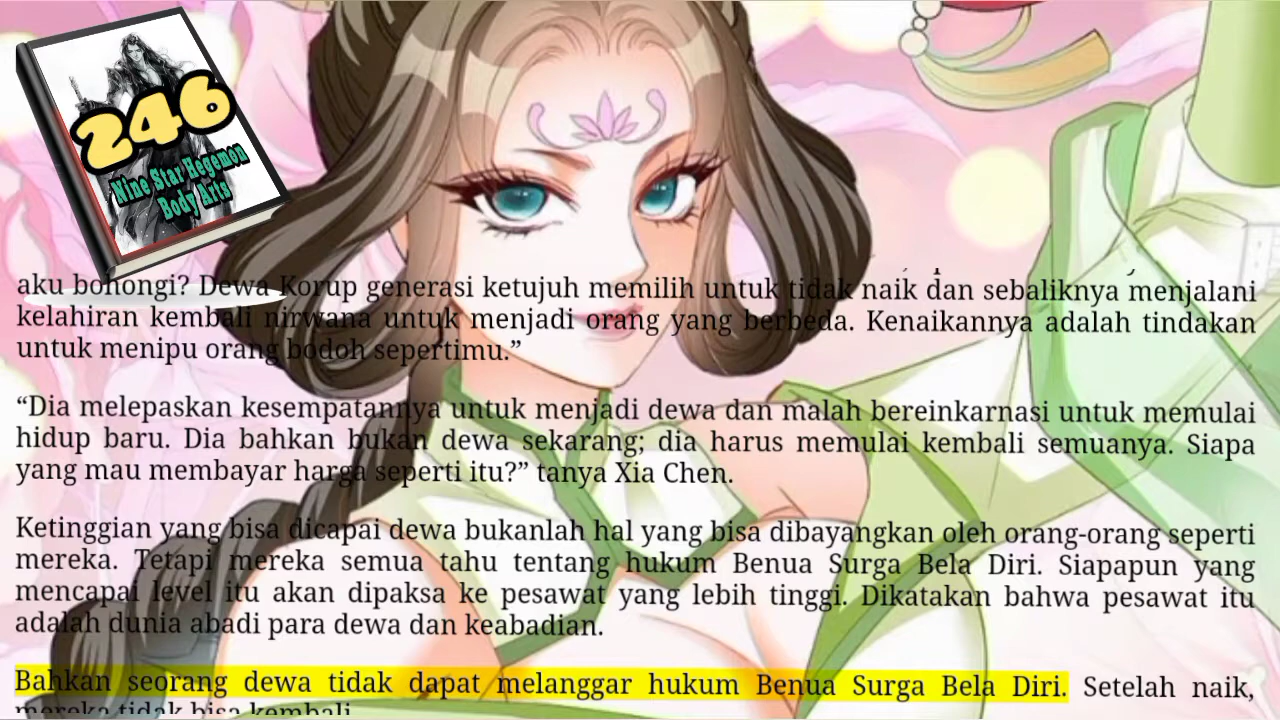 246
Nine Star Hegemon
Body Arts
aku bohongi? Dewa Korup generasi ketujuh memilih untuk tidak naik dan sebaliknya menjalani
kelahiran kembali nirwana untuk menjadi orang yang berbeda. Kenaikannya adalah tindakan
untuk menipu orang bodoh sepertimu.”
“Dia melepaskan kesempatannya untuk menjadi dewa dan malah bereinkarnasi untuk memulai
hidup baru. Dia bahkan bukan dewa sekarang; dia harus memulai kembali semuanya. Siapa
yang mau membayar harga seperti itu?” tanya Xia Chen.
Ketinggian yang bisa dicapai dewa bukanlah hal yang bisa dibayangkan oleh orang-orang seperti
mereka. Tetapi mereka semua tahu tentang hukum Benua Surga Bela Diri. Siapapun yang
mencapai level itu akan dipaksa ke pesawat yang lebih tinggi. Dikatakan bahwa pesawat itu
adalah dunia abadi para dewa dan keabadian.
Bahkan seorang dewa tidak dapat melanggar hukum Benua Surga Bela Diri. Setelah naik,
mereka tidak bisa kembali.